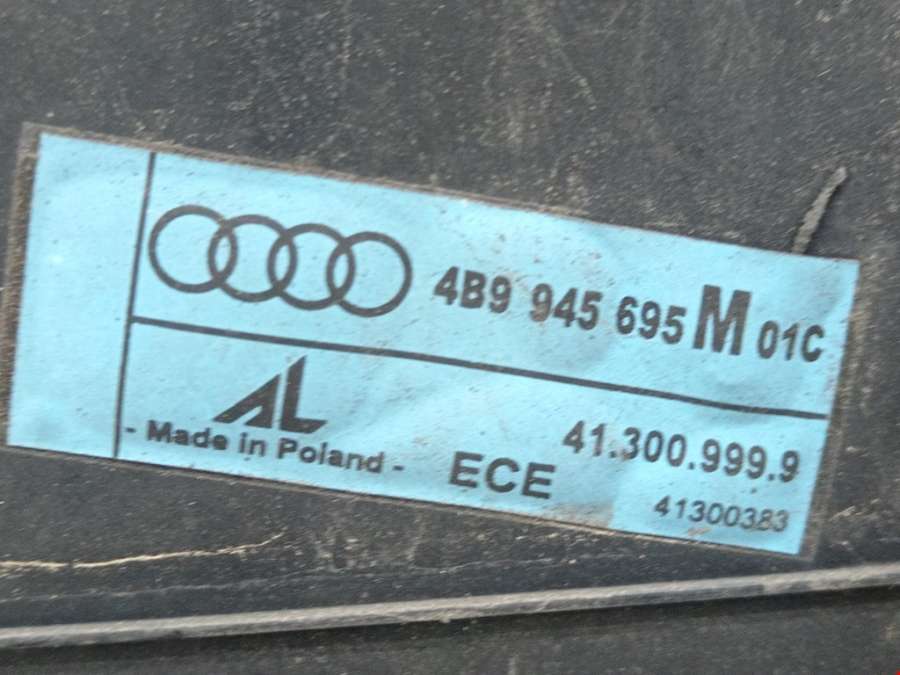 4B9 945 695 M 01C
AL
- Made in Poland -
ECE
41.300.999.9
41300383